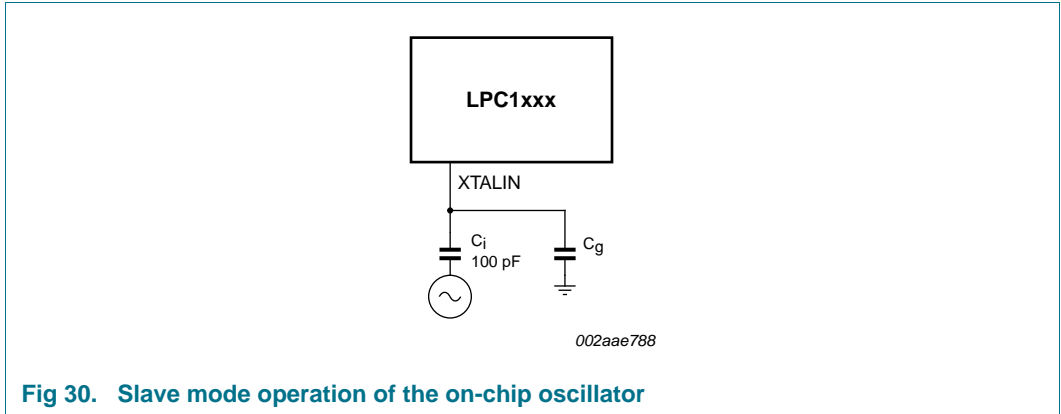 LPC1xxx
XTALIN
Ci
100 pF
Cg
002aae788
Fig 30. Slave mode operation of the on-chip oscillator